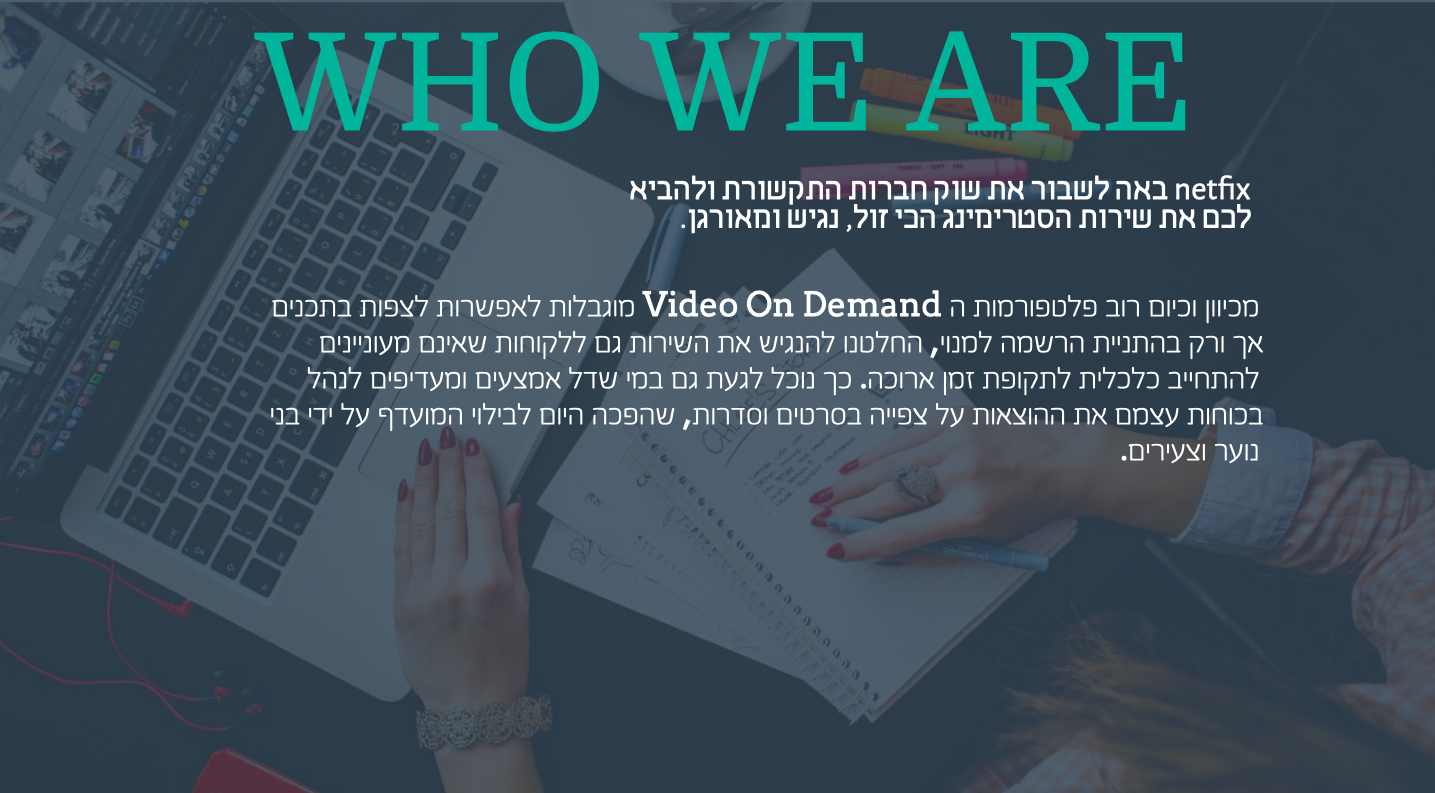 WHO WE ARE
netfix באה לשבור את שוק חברות התקשורת ולהביא
לכם את שירות הסטרימינג הכי זול, נגיש ומאורגן.
מכיוון וכיום רוב פלטפורמות ה Video On Demand מוגבלות לאפשרות לצפות בתכנים
אך ורק בהתניית הרשמה למנוי, החלטנו להנגיש את השירות גם ללקוחות שאינם מעוניינים
להתחייב כלכלית לתקופת זמן ארוכה. כך נוכל לגעת גם במי שדל אמצעים ומעדיפים לנהל
בכוחות עצמם את ההוצאות על צפייה בסרטים וסדרות, שהפכה היום לבילוי המועדף על ידי בני
נוער וצעירים.
LIGHT
DOCUMENT